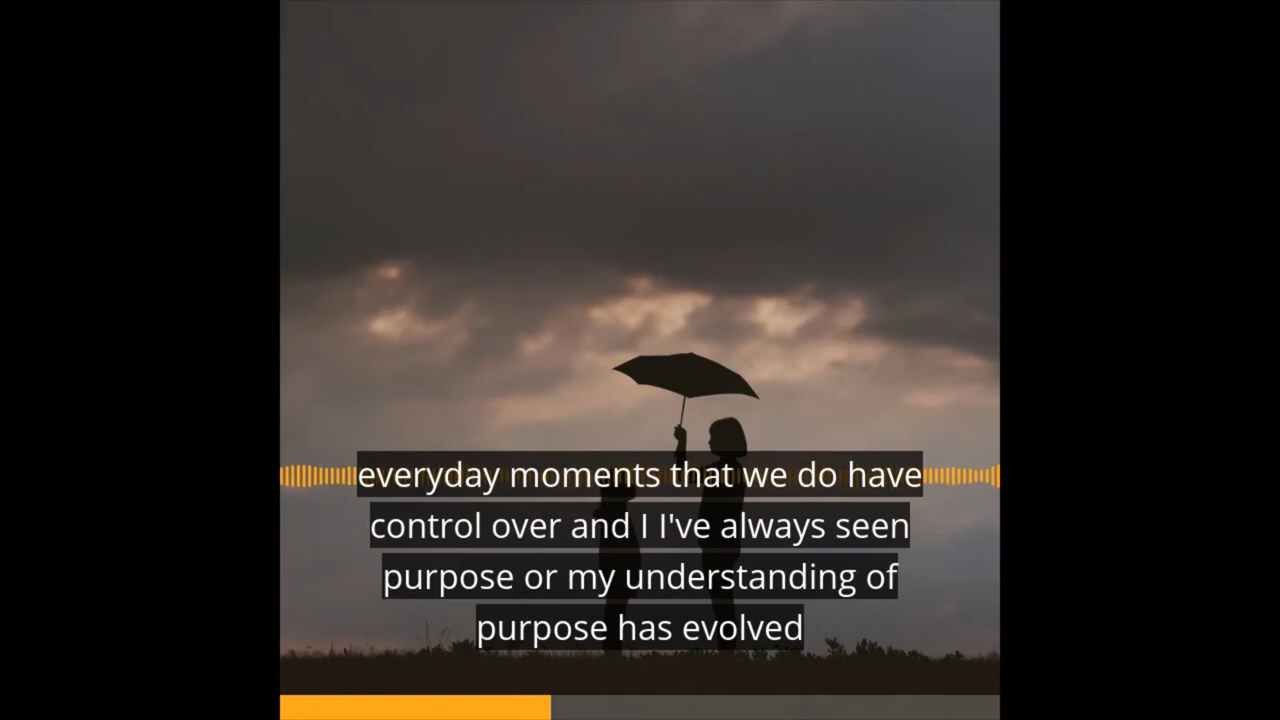 everyday moments that we do have
control over and I I've always seen
purpose or my understanding of
purpose has evolved